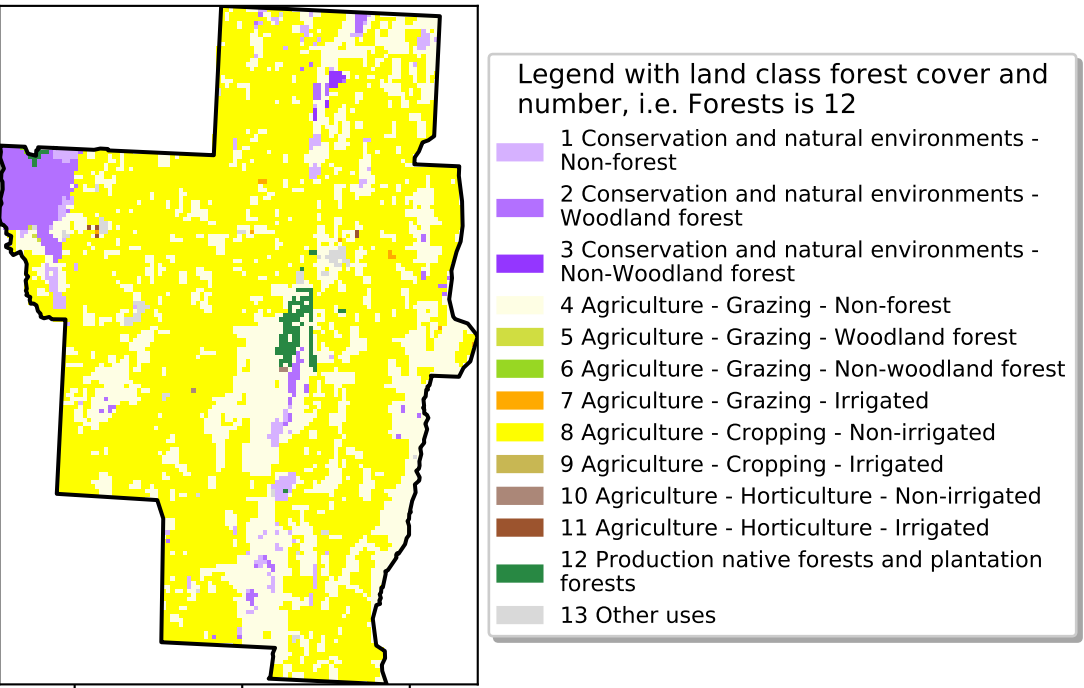 Legend with land class forest cover and
number, i.e. Forests is 12
1 Conservation and natural environments -
Non-forest
2 Conservation and natural environments -
Woodland forest
3 Conservation and natural environments -
Non-Woodland forest
4 Agriculture - Grazing - Non-forest
5 Agriculture - Grazing - Woodland forest
6 Agriculture - Grazing - Non-woodland forest
7 Agriculture - Grazing - Irrigated
8 Agriculture - Cropping - Non-irrigated
9 Agriculture - Cropping - Irrigated
10 Agriculture - Horticulture - Non-irrigated
11 Agriculture - Horticulture - Irrigated
12 Production native forests and plantation
forests
13 Other uses